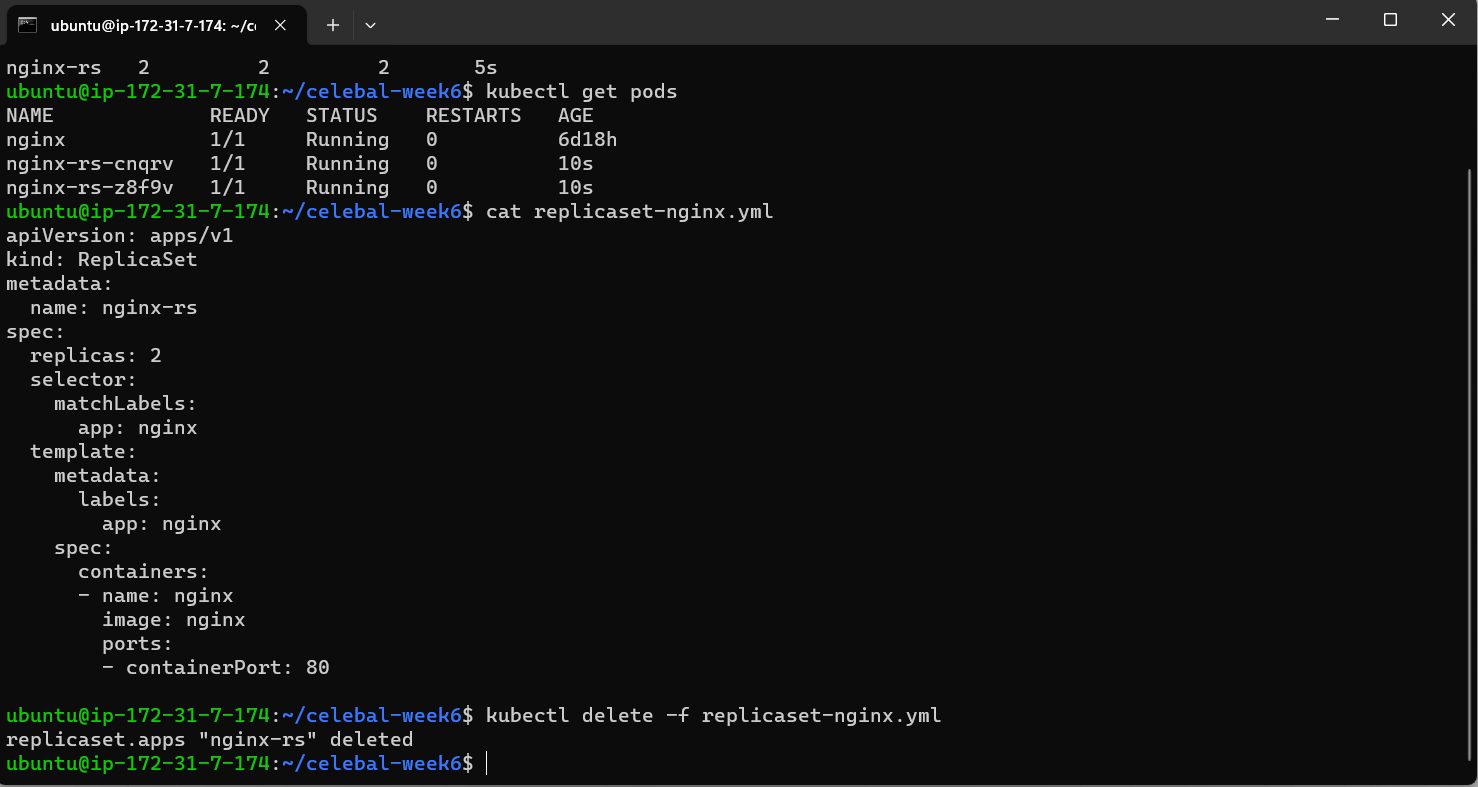 ubuntu@ip-172-31-7-174: ~/ce
nginx-rs   2         2         2       5s
ubuntu@ip-172-31-7-174:~/celebal-week6$ kubectl get pods
NAME             READY   STATUS    RESTARTS   AGE
nginx            1/1     Running   0          6d18h
nginx-rs-cnqrv   1/1     Running   0          10s
nginx-rs-z8f9v   1/1     Running   0          10s
ubuntu@ip-172-31-7-174:~/celebal-week6$ cat replicaset-nginx.yml
apiVersion: apps/v1
kind: ReplicaSet
metadata:
  name: nginx-rs
spec:
  replicas: 2
  selector:
    matchLabels:
      app: nginx
  template:
    metadata:
      labels:
        app: nginx
    spec:
      containers:
      - name: nginx
        image: nginx
        ports:
        - containerPort: 80
ubuntu@ip-172-31-7-174:~/celebal-week6$ kubectl delete -f replicaset-nginx.yml
replicaset.apps "nginx-rs" deleted
ubuntu@ip-172-31-7-174:~/celebal-week6$